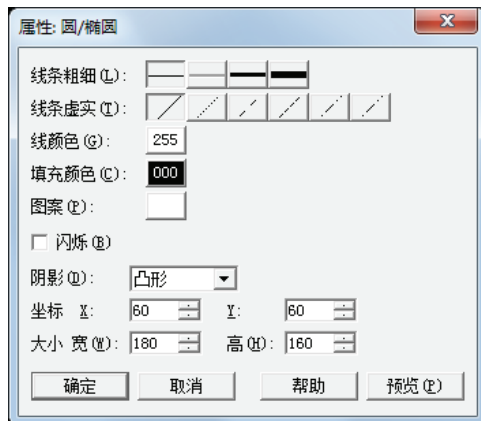 属性: 圆/椭圆
线条粗细(L):
线条虚实(T):
线颜色(G): 255
填充颜色(C): 000
图案(P):
闪烁(B)
阴影(D): 凸形
坐标 X: 60 Y: 60
大小 宽(W): 180 高(H): 160
确定 取消 帮助 预览(P)